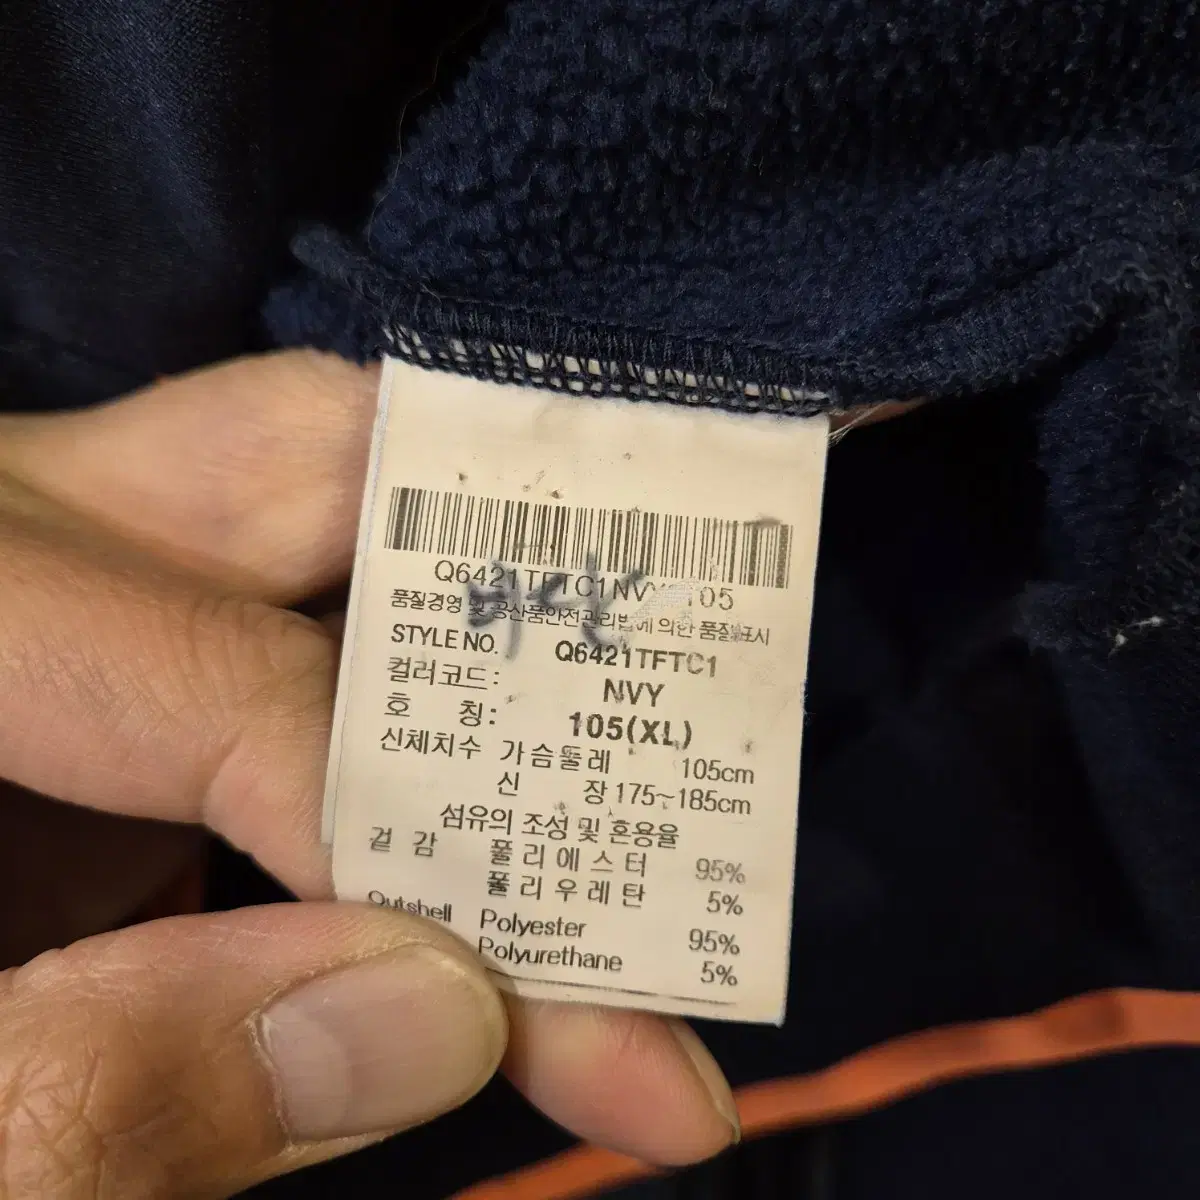 Q6421TFTC1NVY 105
품질경영 및 공산품안전관리법에 의한 품질표시
STYLE NO. Q6421TFTC1
컬러코드: NVY
호 칭: 105(XL)
신체치수 가슴둘레 105cm
신 장 175~185cm
섬유의 조성 및 혼용율
겉 감 폴리에스터 95%
폴리우레탄 5%
Outshell Polyester 95%
Polyurethane 5%